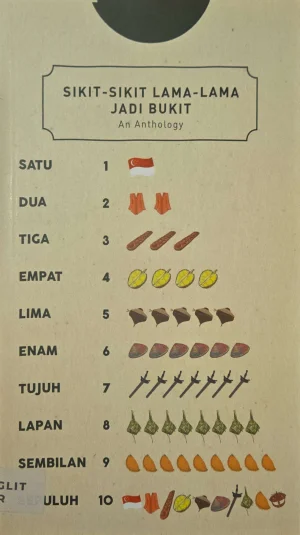 SIKIT-SIKIT LAMA-LAMA
JADI BUKIT
An Anthology
SATU 1
DUA 2
TIGA 3
EMPAT 4
LIMA 5
ENAM 6
TUJUH 7
LAPAN 8
SEMBILAN 9
GLIT
R
PULUH 10